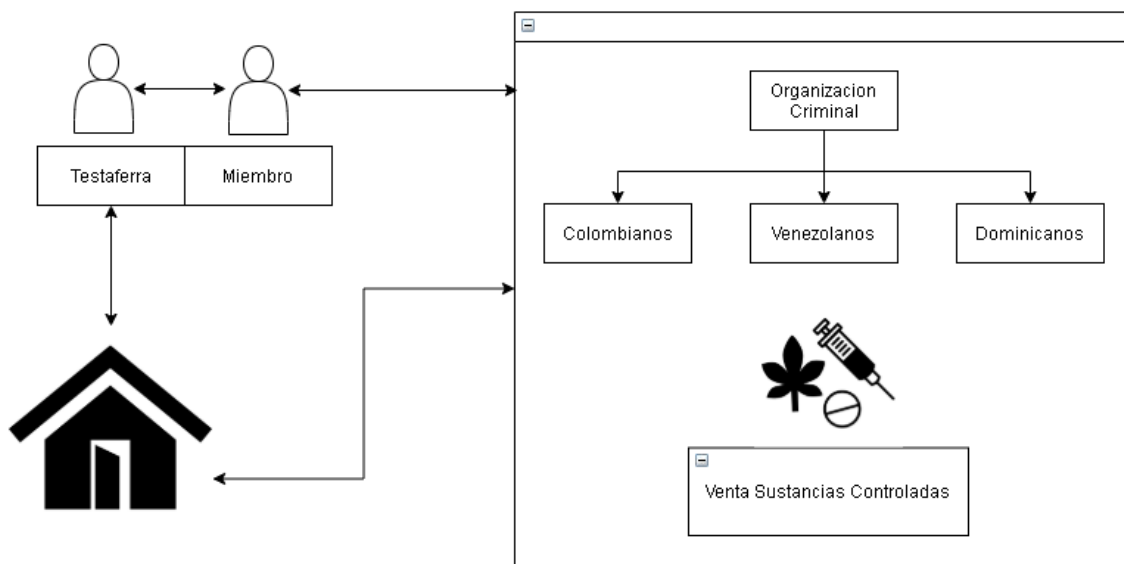 Organizacion
Criminal
Testaferra
Miembro
Colombianos
Venezolanos
Dominicanos
Venta Sustancias Controladas